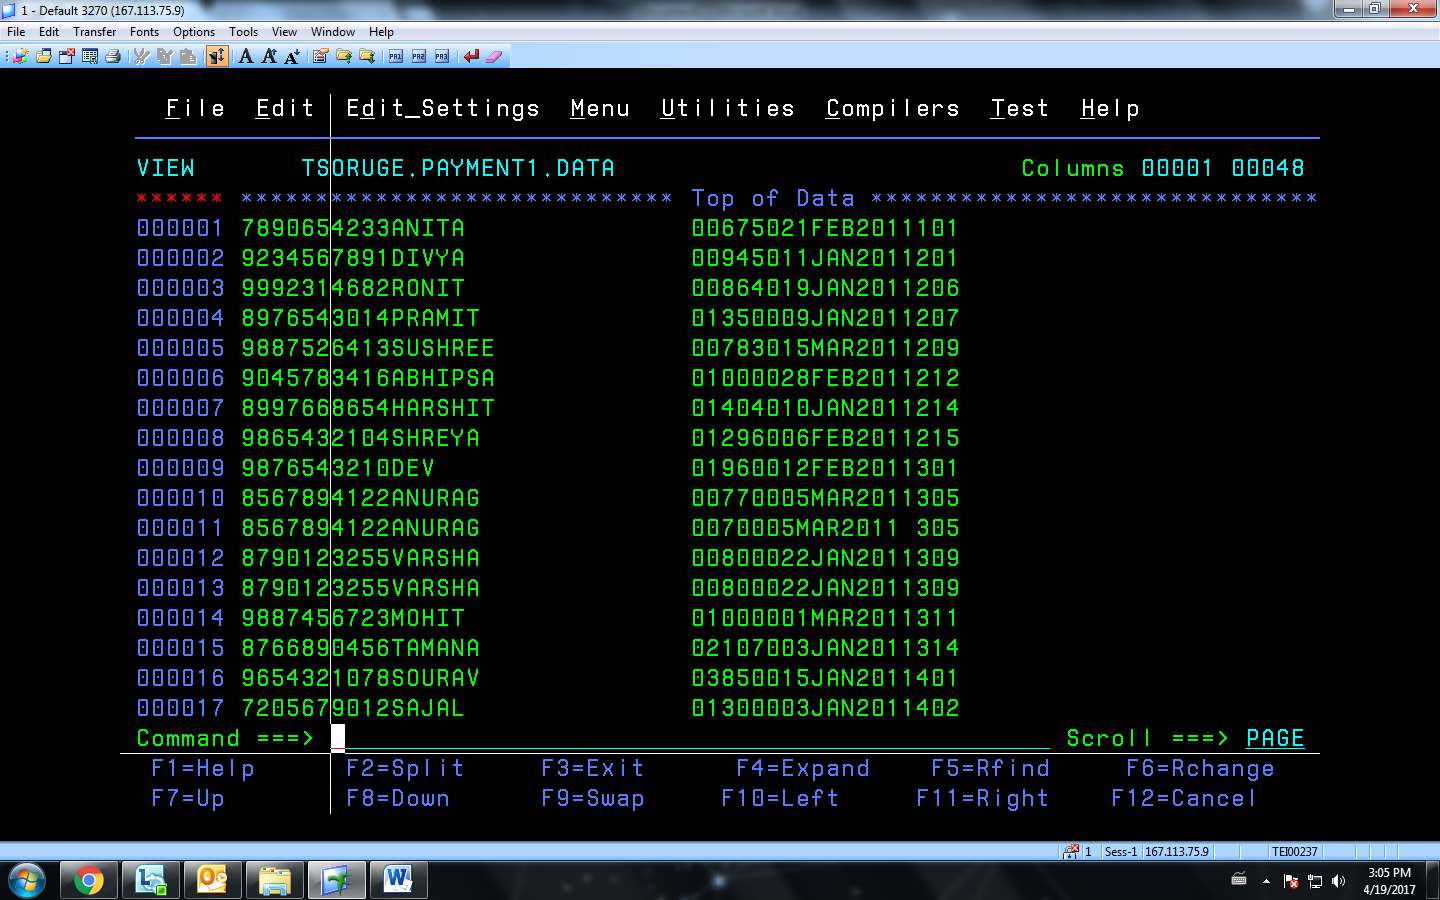 1 - Default 3270 (167.113.75.9)
File Edit Transfer Fonts Options Tools View Window Help
A A A PA1 PA2 PA3
File Edit Edit_Settings Menu Utilities Compilers Test Help
VIEW TSORUGE.PAYMENT1.DATA Columns 00001 00048
****** ***************************** Top of Data ******************************
000001 7890654233ANITA 00675021FEB2011101
000002 9234567891DIVYA 00945011JAN2011201
000003 9992314682RONIT 00864019JAN2011206
000004 8976543014PRAMIT 01350009JAN2011207
000005 9887526413SUSHREE 00783015MAR2011209
000006 9045783416ABHIPSA 01000028FEB2011212
000007 8997668654HARSHIT 01404010JAN2011214
000008 9865432104SHREYA 01296006FEB2011215
000009 9876543210DEV 01960012FEB2011301
000010 8567894122ANURAG 00770005MAR2011305
000011 8567894122ANURAG 0070005MAR2011 305
000012 8790123255VARSHA 00800022JAN2011309
000013 8790123255VARSHA 00800022JAN2011309
000014 9887456723MOHIT 01000001MAR2011311
000015 8766890456TAMANA 02107003JAN2011314
000016 9654321078SOURAV 03850015JAN2011401
000017 7205679012SAJAL 01300003JAN2011402
Command ===> Scroll ===> PAGE
F1=Help F2=Split F3=Exit F4=Expand F5=Rfind F6=Rchange
F7=Up F8=Down F9=Swap F10=Left F11=Right F12=Cancel
1 Sess-1 167.113.75.9 TEI00237
3:05 PM
4/19/2017